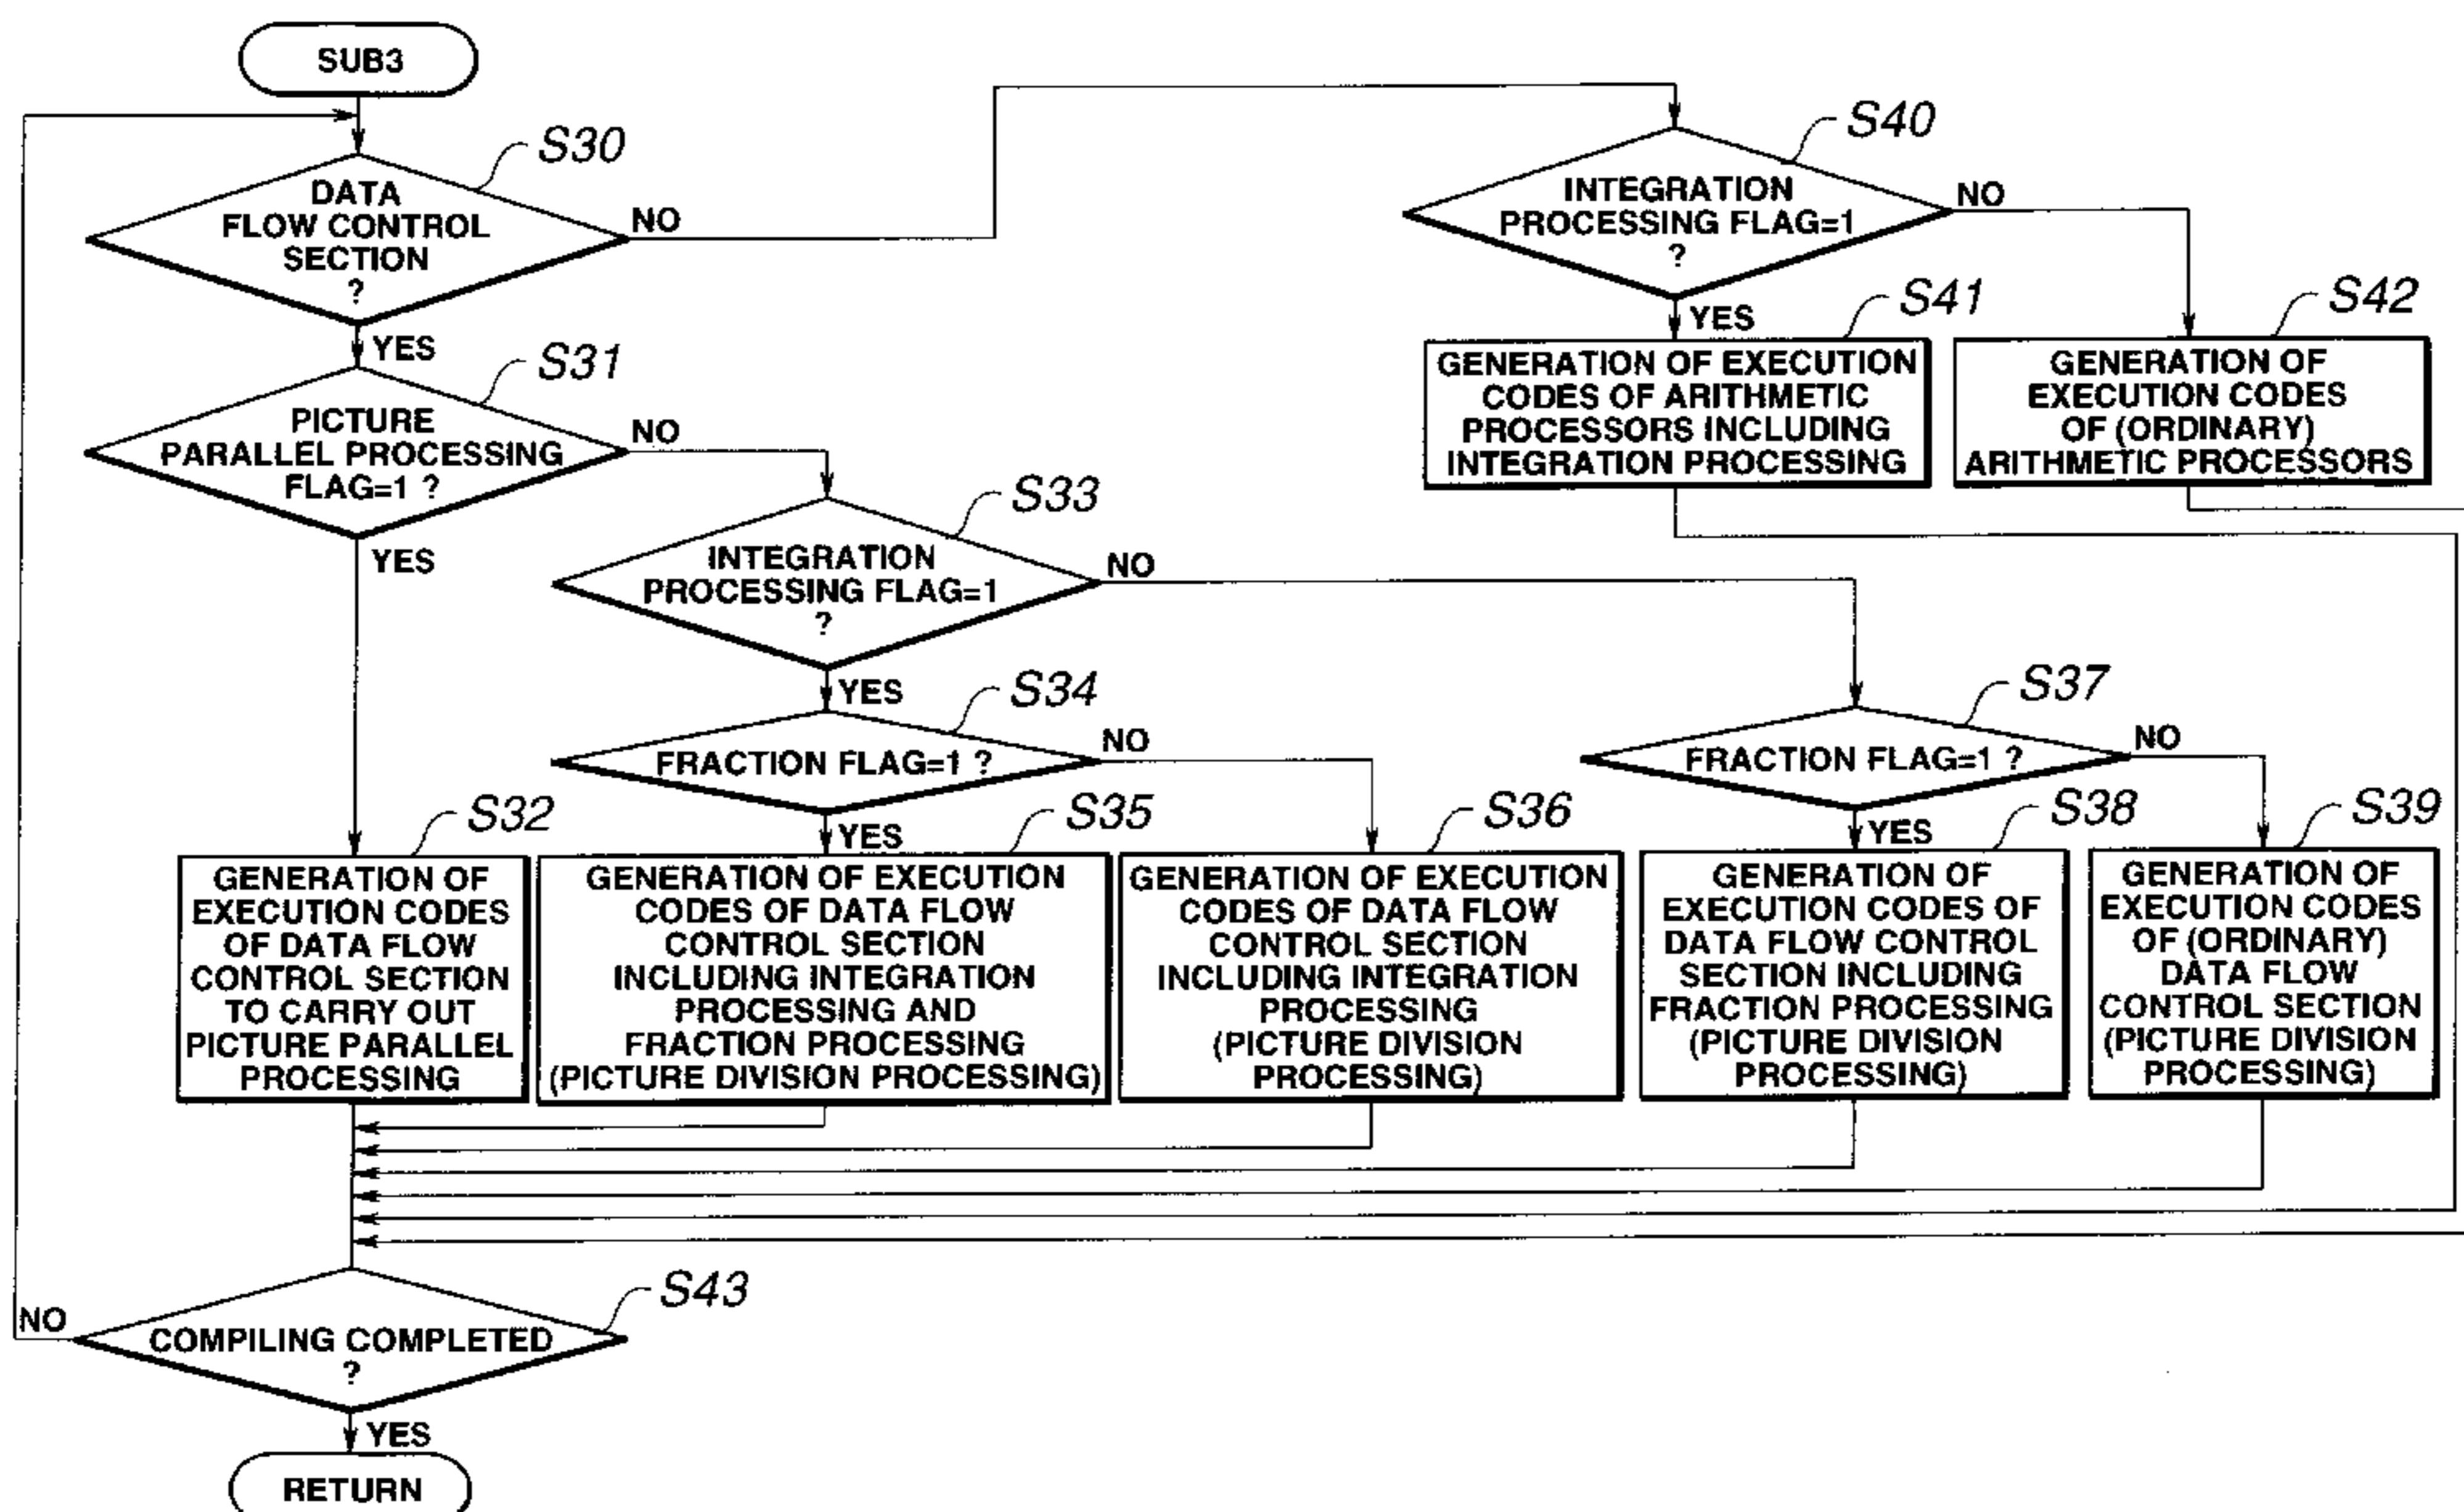 SUB3
S30
DATA
FLOW CONTROL
SECTION
?
NO
YES
S31
PICTURE
PARALLEL PROCESSING
FLAG=1 ?
NO
YES
S33
INTEGRATION
PROCESSING FLAG=1
?
NO
YES
S34
FRACTION FLAG=1 ?
NO
YES
S37
FRACTION FLAG=1 ?
NO
YES
S40
INTEGRATION
PROCESSING FLAG=1
?
NO
YES
S41
GENERATION OF EXECUTION
CODES OF ARITHMETIC
PROCESSORS INCLUDING
INTEGRATION PROCESSING
S42
GENERATION OF
EXECUTION CODES
OF (ORDINARY)
ARITHMETIC PROCESSORS
S32
GENERATION OF
EXECUTION CODES
OF DATA FLOW
CONTROL SECTION
TO CARRY OUT
PICTURE PARALLEL
PROCESSING
S35
GENERATION OF EXECUTION
CODES OF DATA FLOW
CONTROL SECTION
INCLUDING INTEGRATION
PROCESSING AND
FRACTION PROCESSING
(PICTURE DIVISION PROCESSING)
S36
GENERATION OF EXECUTION
CODES OF DATA FLOW
CONTROL SECTION
INCLUDING INTEGRATION
PROCESSING
(PICTURE DIVISION
PROCESSING)
S38
GENERATION OF
EXECUTION CODES OF
DATA FLOW CONTROL
SECTION INCLUDING
FRACTION PROCESSING
(PICTURE DIVISION
PROCESSING)
S39
GENERATION OF
EXECUTION CODES
OF (ORDINARY)
DATA FLOW
CONTROL SECTION
(PICTURE DIVISION
PROCESSING)
S43
NO
COMPILING COMPLETED
?
YES
RETURN